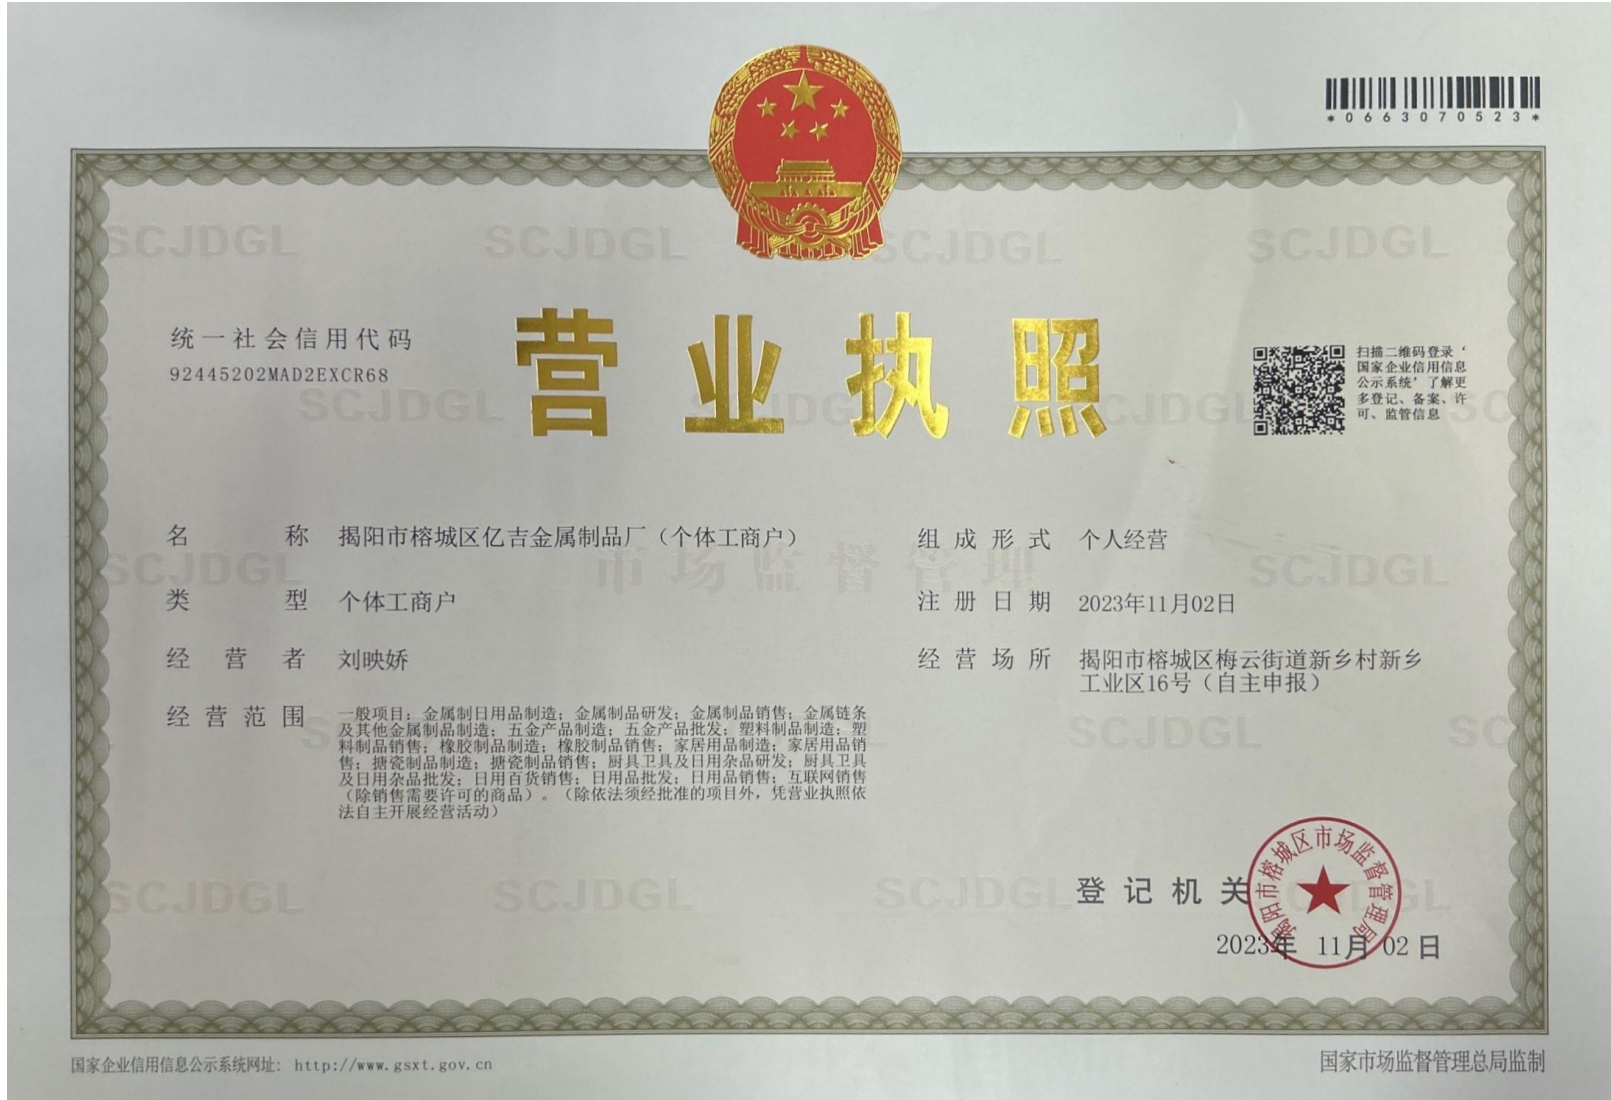 *0663070523*
营业执照
统一社会信用代码
92445202MAD2EXCR68
扫描二维码登录‘
国家企业信用信息
公示系统’了解更
多登记、备案、许
可、监管信息
名称 揭阳市榕城区亿吉金属制品厂（个体工商户）
组成形式 个人经营
类型 个体工商户
注册日期 2023年11月02日
经营者 刘映娇
经营场所 揭阳市榕城区梅云街道新乡村新乡
工业区16号（自主申报）
经营范围 一般项目：金属制日用品制造；金属制品研发；金属制品销售；金属链条
及其他金属制品制造；五金产品制造；五金产品批发；塑料制品制造；塑
料制品销售；橡胶制品制造；橡胶制品销售；家居用品制造；家居用品销
售；搪瓷制品制造；搪瓷制品销售；厨具卫具及日用杂品研发；厨具卫具
及日用杂品批发；日用百货销售；日用品批发；日用品销售；互联网销售
（除销售需要许可的商品）。（除依法须经批准的项目外，凭营业执照依
法自主开展经营活动）
登记机关
揭阳市榕城区市场监督管理局
2023年 11月 02日
国家企业信用信息公示系统网址： http://www.gsxt.gov.cn
国家市场监督管理总局监制
SCJDGL
市场监督管理